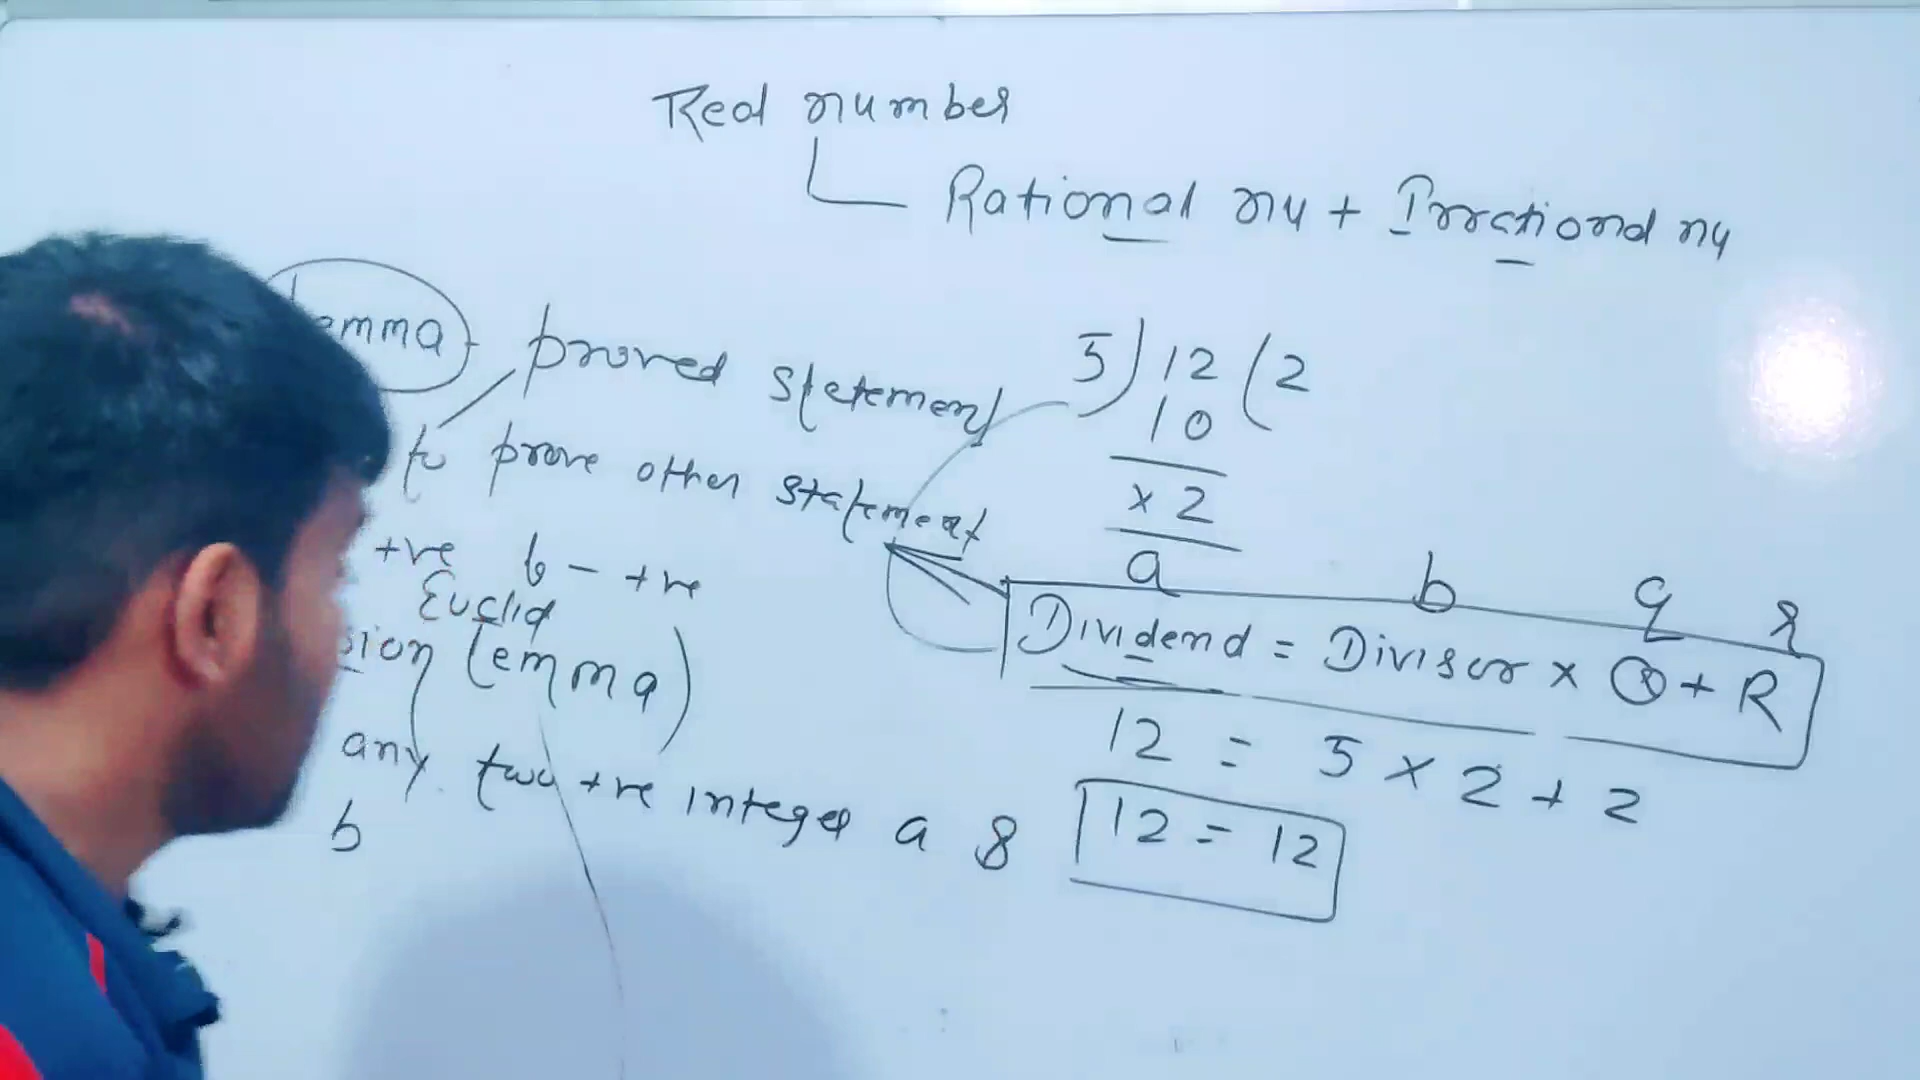 Real number
Rational nu + Irrational nu
emma - proved statement
to prove other statement
+ve b - +ve
Euclid
sion lemma)
any two +ve integer a &
b
5) 12 (2
10
× 2
a b q r
Dividend = Divisor × Q + R
12 = 5 × 2 + 2
12 = 12